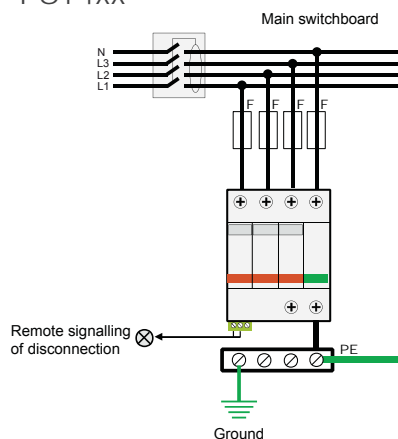 Main switchboard
N
L3
L2
L1
F F F F
Remote signalling
of disconnection
PE
Ground